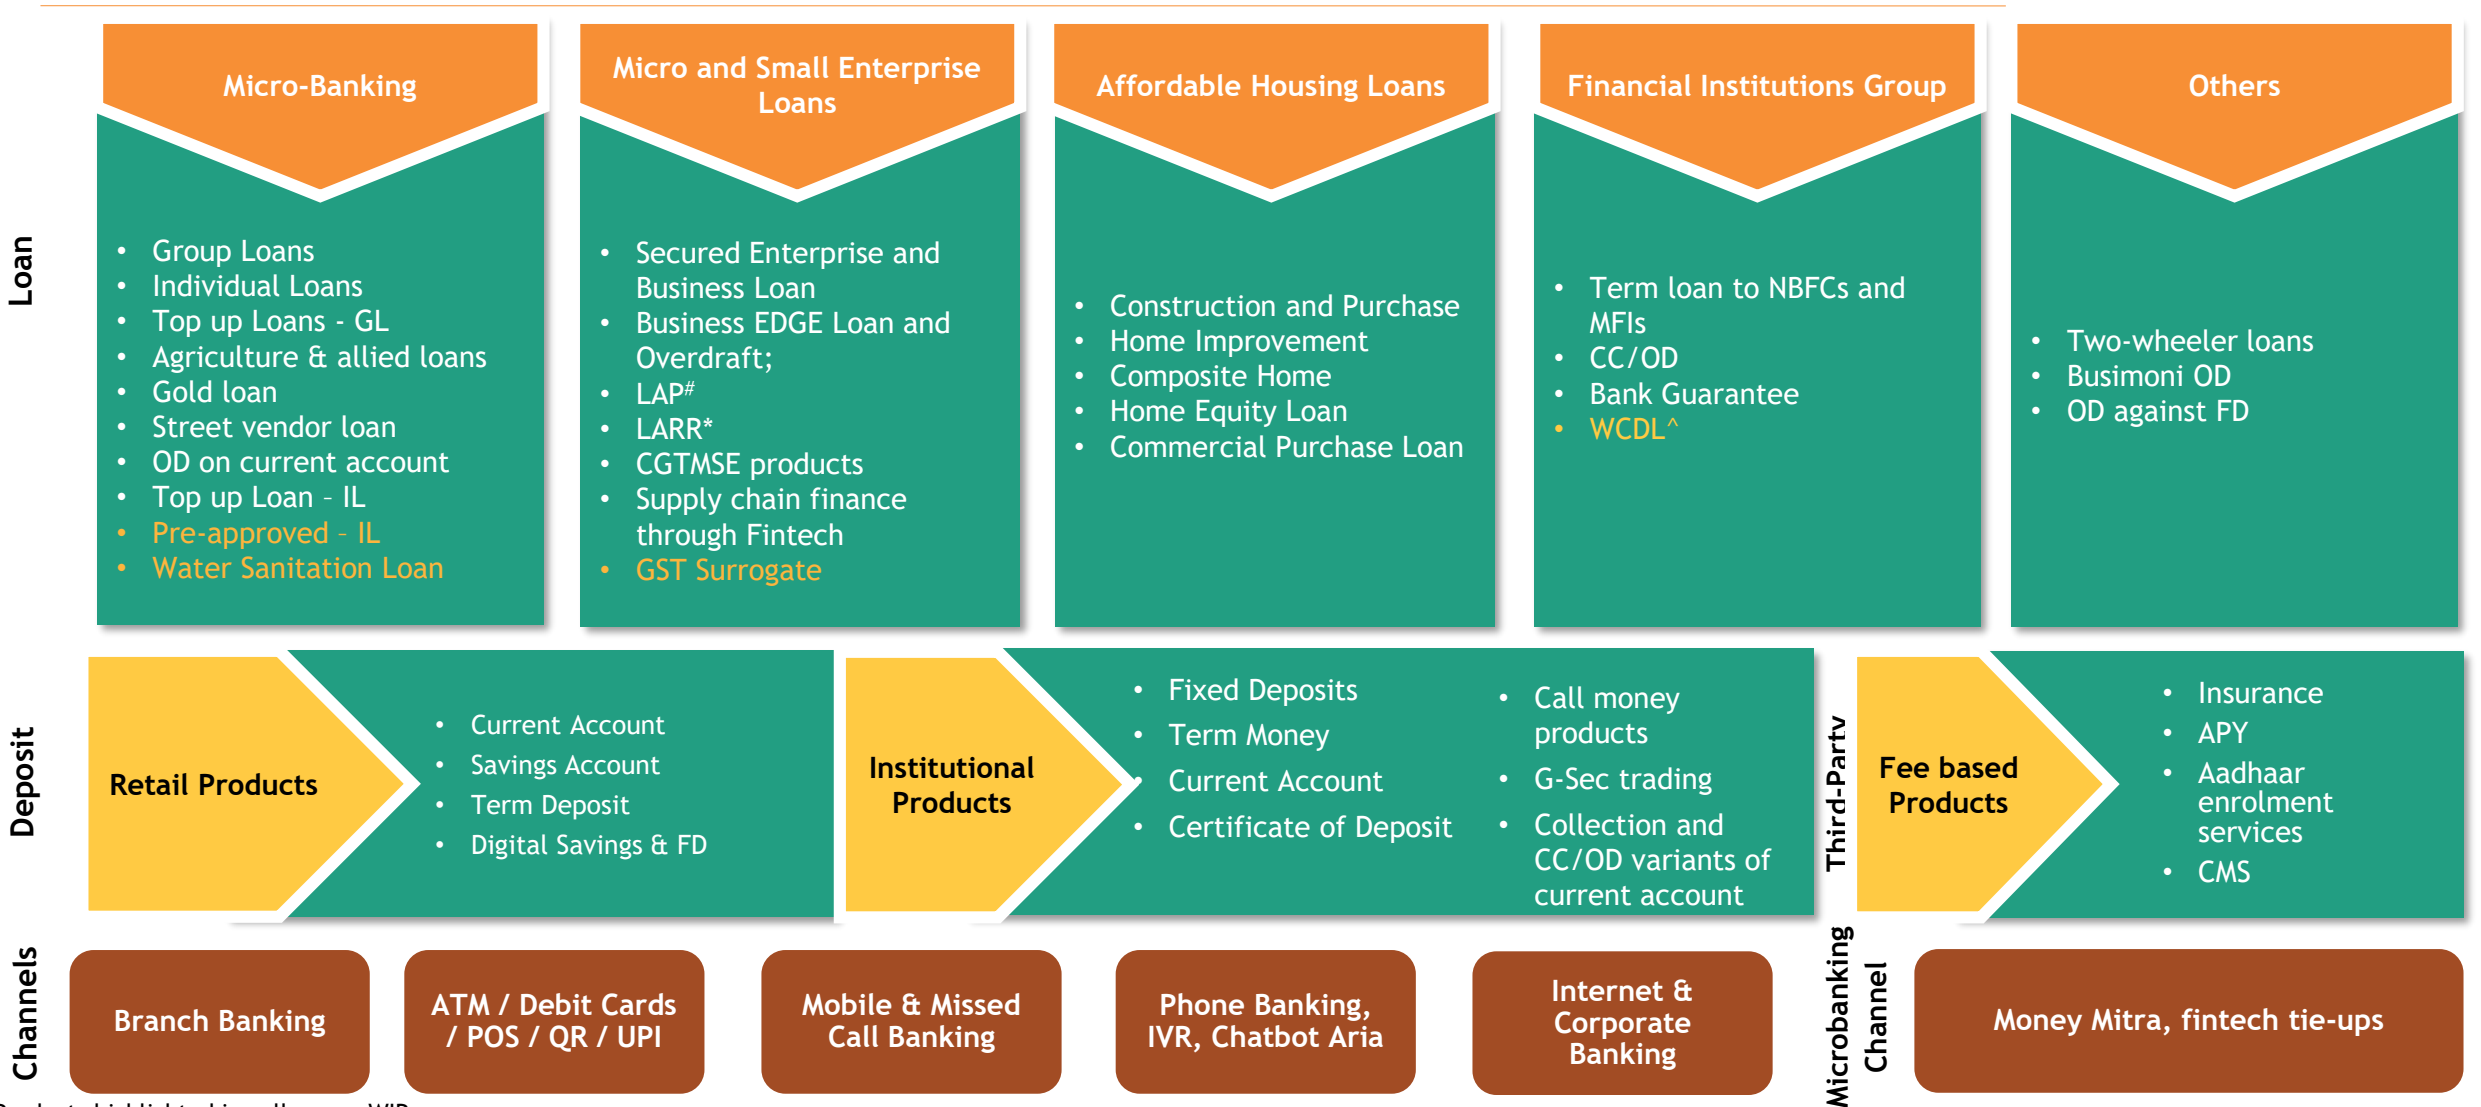 Micro-Banking
Micro and Small Enterprise
Loans
Affordable Housing Loans
Financial Institutions Group
Others
Loan
• Group Loans
• Individual Loans
• Top up Loans - GL
• Agriculture & allied loans
• Gold loan
• Street vendor loan
• OD on current account
• Top up Loan – IL
• Pre-approved – IL
• Water Sanitation Loan
• Secured Enterprise and
Business Loan
• Business EDGE Loan and
Overdraft;
• LAP#
• LARR*
• CGTMSE products
• Supply chain finance
through Fintech
• GST Surrogate
• Construction and Purchase
• Home Improvement
• Composite Home
• Home Equity Loan
• Commercial Purchase Loan
• Term loan to NBFCs and
MFIs
• CC/OD
• Bank Guarantee
• WCDL^
• Two-wheeler loans
• Busimoni OD
• OD against FD
Deposit
Retail Products
• Current Account
• Savings Account
• Term Deposit
• Digital Savings & FD
Institutional
Products
• Fixed Deposits
• Term Money
• Current Account
• Certificate of Deposit
• Call money
products
• G-Sec trading
• Collection and
CC/OD variants of
current account
Third-Party
Fee based
Products
• Insurance
• APY
• Aadhaar
enrolment
services
• CMS
Channels
Branch Banking
ATM / Debit Cards
/ POS / QR / UPI
Mobile & Missed
Call Banking
Phone Banking,
IVR, Chatbot Aria
Internet &
Corporate
Banking
Microbanking
Channel
Money Mitra, fintech tie-ups